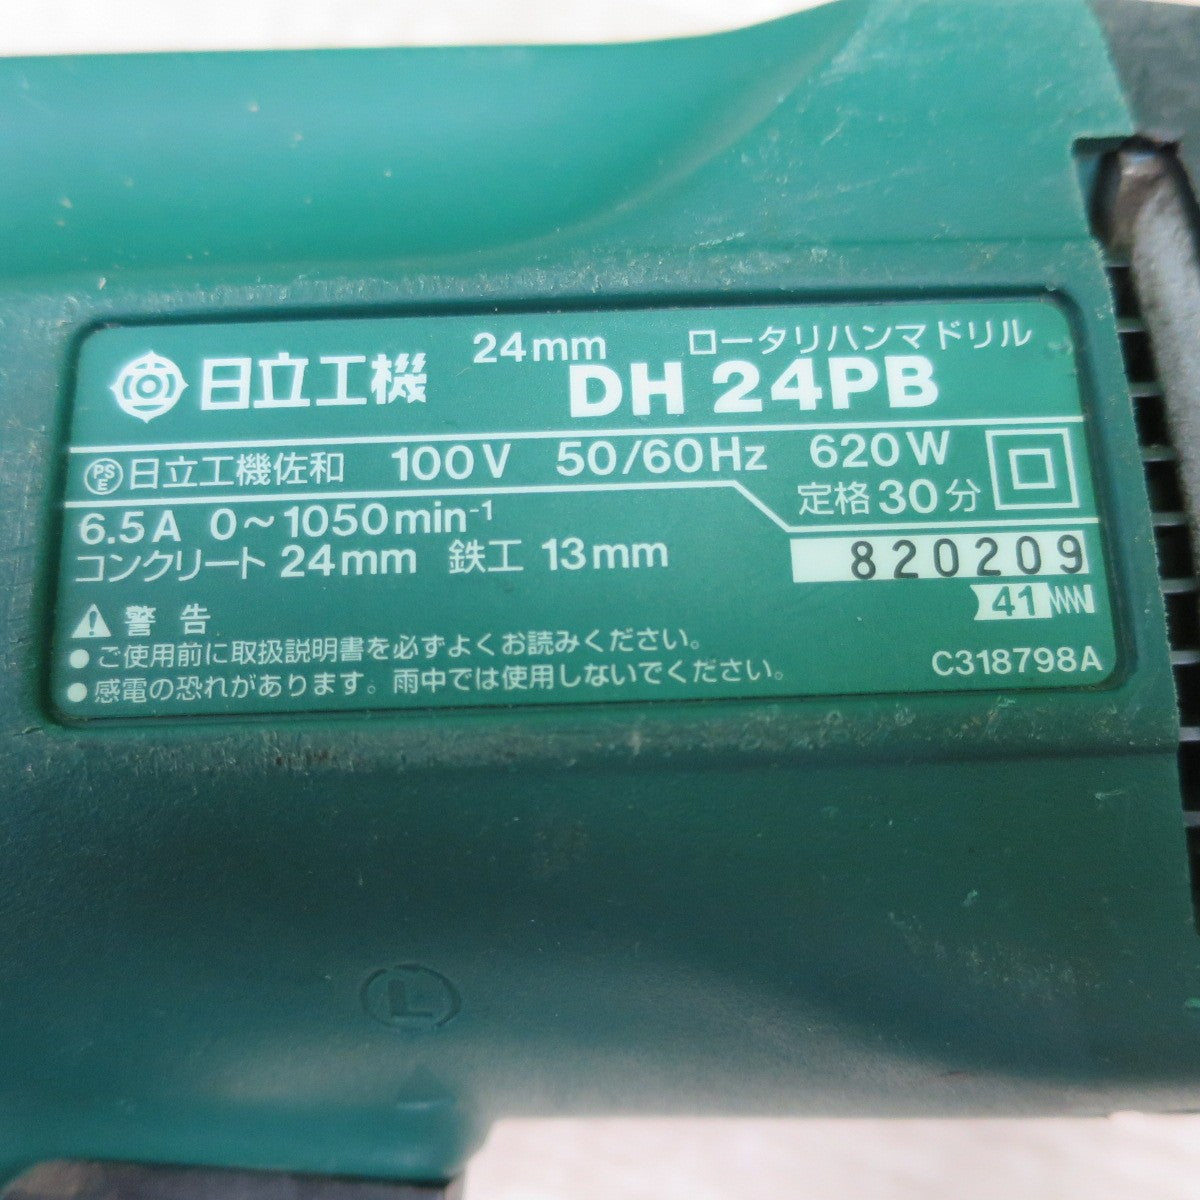 日立工機 24mm ロータリハンマドリル
DH 24PB
PSE 日立工機佐和 100V 50/60Hz 620W
定格30分
6.5A 0～1050min⁻¹
コンクリート 24mm 鉄工 13mm
820209
41
警告
●ご使用前に取扱説明書を必ずよくお読みください。
●感電の恐れがあります。雨中では使用しないでください。
C318798A
L